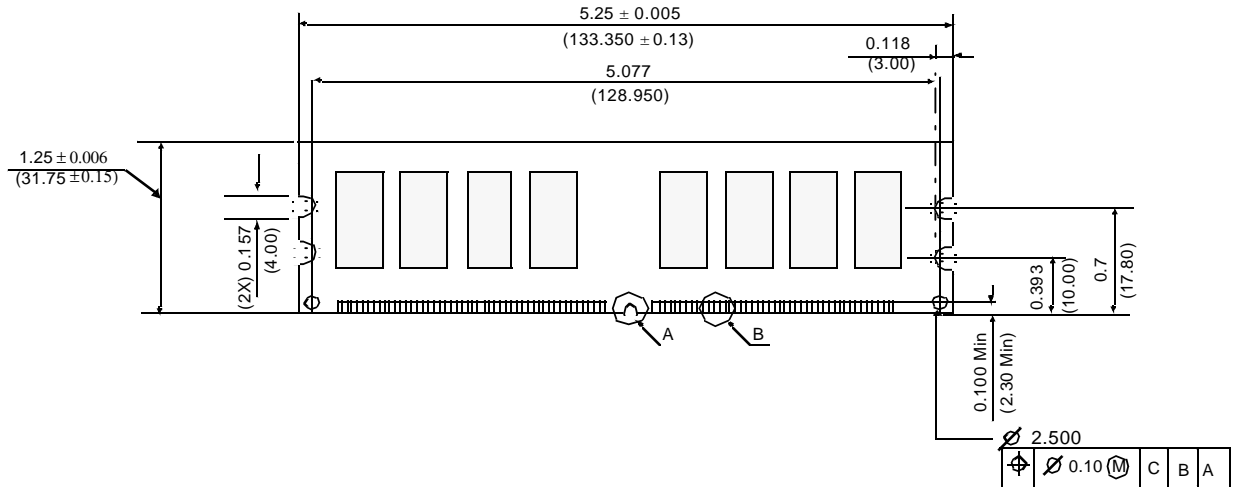 5.25 ± 0.005
(133.350 ± 0.13)
0.118
(3.00)
5.077
(128.950)
1.25 ± 0.006
(31.75 ±0.15)
(2X) 0.157
(4.00)
0.393
(10.00)
0.7
(17.80)
A
B
0.100 Min
(2.30 Min)
⌀ 2.500
⌖ ⌀ 0.10 Ⓜ C B A